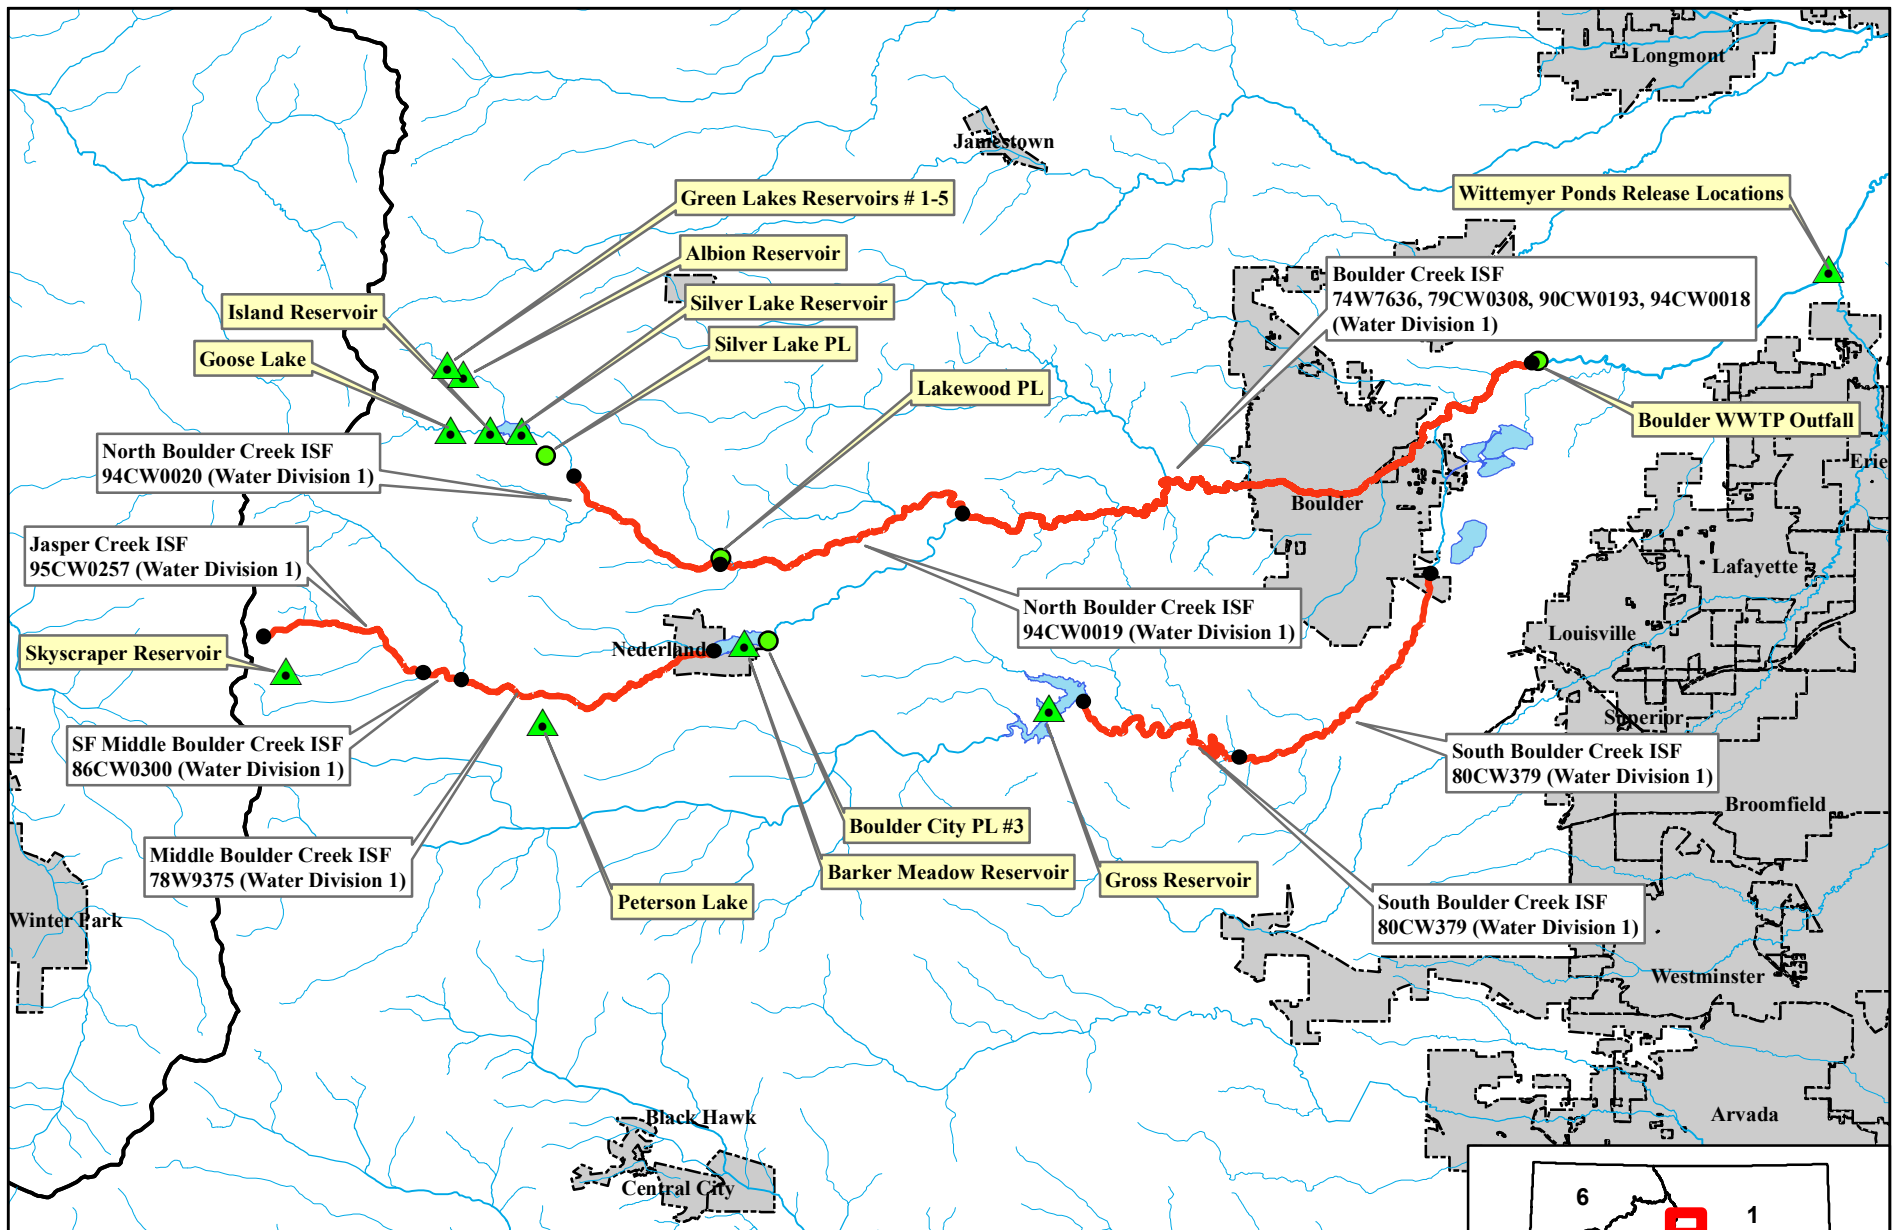 Longmont
Jamestown
Green Lakes Reservoirs # 1-5
Wittemyer Ponds Release Locations
Albion Reservoir
Boulder Creek ISF
74W7636, 79CW0308, 90CW0193, 94CW0018
(Water Division 1)
Silver Lake Reservoir
Island Reservoir
Silver Lake PL
Goose Lake
Lakewood PL
Boulder WWTP Outfall
North Boulder Creek ISF
94CW0020 (Water Division 1)
Erie
Boulder
Jasper Creek ISF
95CW0257 (Water Division 1)
Lafayette
North Boulder Creek ISF
94CW0019 (Water Division 1)
Louisville
Nederland
Skyscraper Reservoir
Superior
SF Middle Boulder Creek ISF
86CW0300 (Water Division 1)
South Boulder Creek ISF
80CW379 (Water Division 1)
Broomfield
Boulder City PL #3
Middle Boulder Creek ISF
78W9375 (Water Division 1)
Barker Meadow Reservoir
Gross Reservoir
Peterson Lake
South Boulder Creek ISF
80CW379 (Water Division 1)
Winter Park
Westminster
Black Hawk
Arvada
Central City
6
1